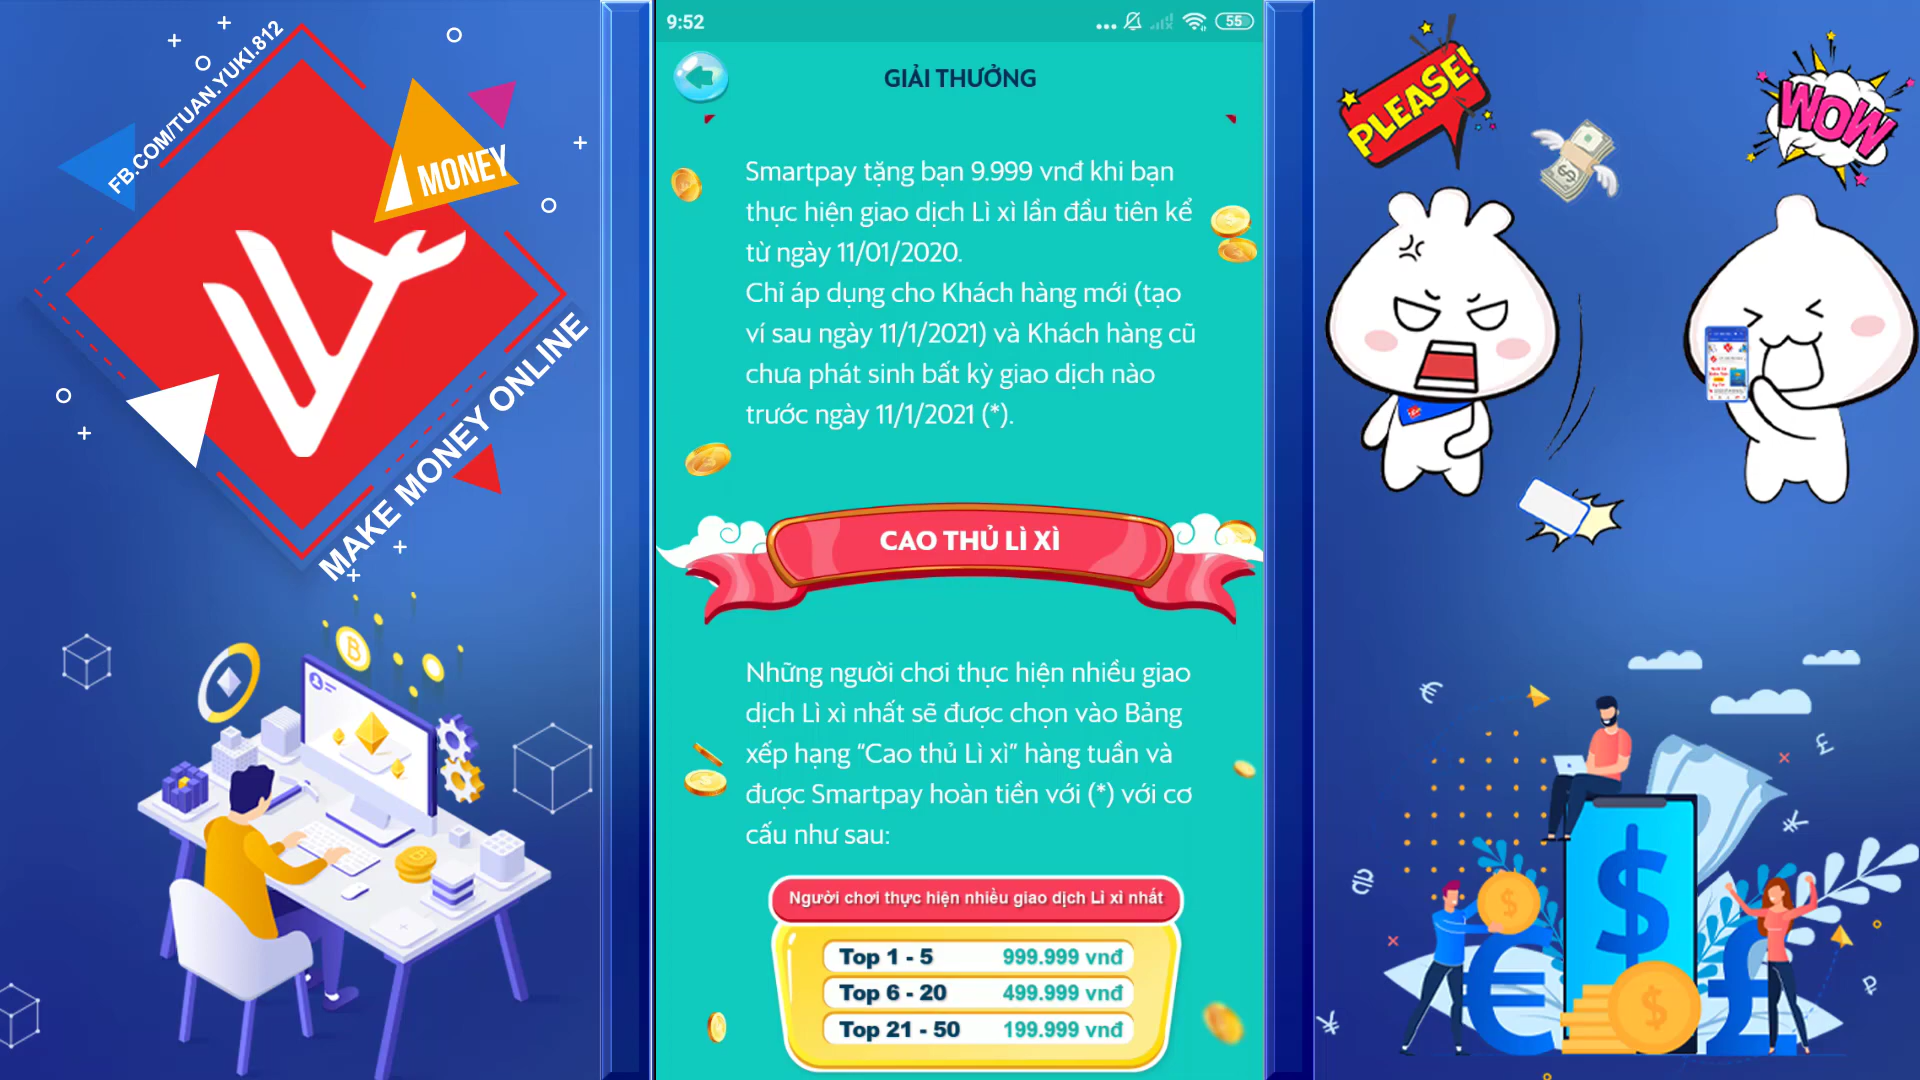 FB.COM/TUAN.YUKI.812
MONEY
MAKE MONEY ONLINE
9:52
55
GIẢI THƯỞNG
Smartpay tặng bạn 9.999 vnđ khi bạn
thực hiện giao dịch Lì xì lần đầu tiên kể
từ ngày 11/01/2020.
Chỉ áp dụng cho Khách hàng mới (tạo
ví sau ngày 11/1/2021) và Khách hàng cũ
chưa phát sinh bất kỳ giao dịch nào
trước ngày 11/1/2021 (*).
CAO THỦ LÌ XÌ
Những người chơi thực hiện nhiều giao
dịch Lì xì nhất sẽ được chọn vào Bảng
xếp hạng “Cao thủ Lì xì” hàng tuần và
được Smartpay hoàn tiền với (*) với cơ
cấu như sau:
Người chơi thực hiện nhiều giao dịch Lì xì nhất
Top 1 - 5 999.999 vnđ
Top 6 - 20 499.999 vnđ
Top 21 - 50 199.999 vnđ
PLEASE!
WOW